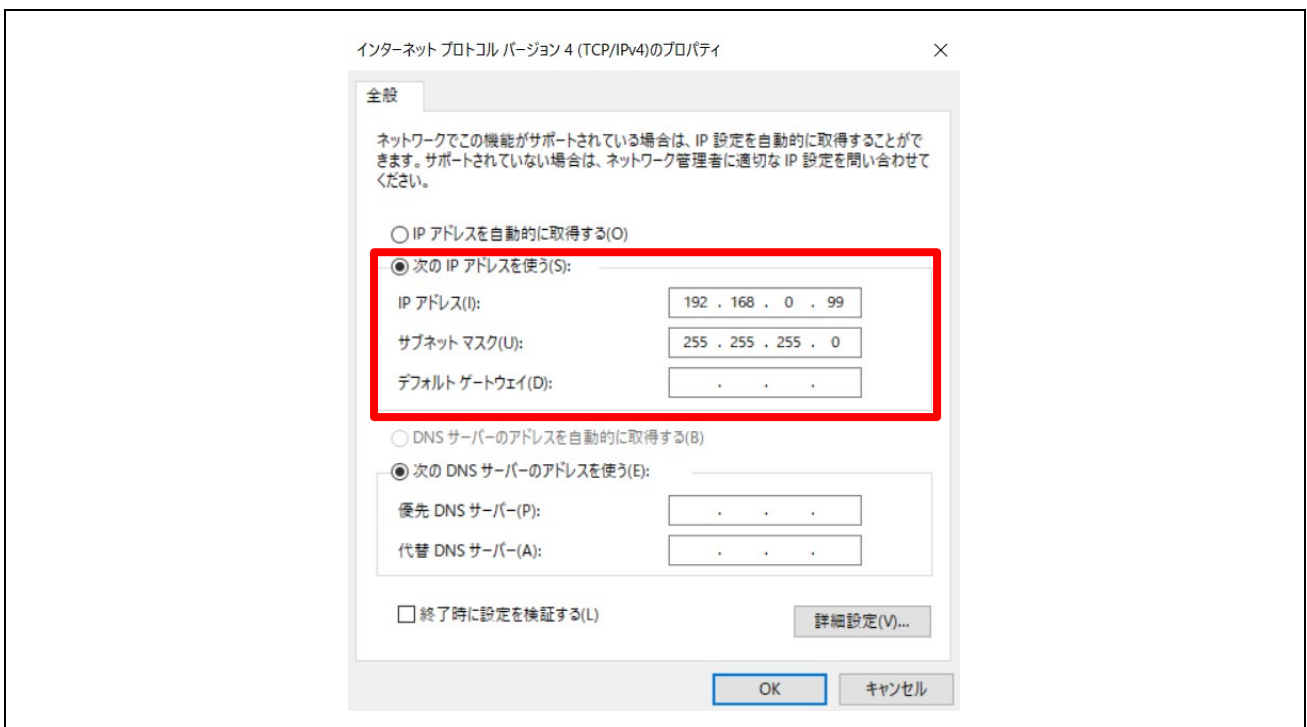 インターネット プロトコル バージョン 4 (TCP/IPv4)のプロパティ
全般
ネットワークでこの機能がサポートされている場合は、IP 設定を自動的に取得することがで
きます。サポートされていない場合は、ネットワーク管理者に適切な IP 設定を問い合わせて
ください。
IP アドレスを自動的に取得する(O)
次の IP アドレスを使う(S):
IP アドレス(I): 192 . 168 . 0 . 99
サブネット マスク(U): 255 . 255 . 255 . 0
デフォルト ゲートウェイ(D): . . .
DNS サーバーのアドレスを自動的に取得する(B)
次の DNS サーバーのアドレスを使う(E):
優先 DNS サーバー(P): . . .
代替 DNS サーバー(A): . . .
終了時に設定を検証する(L)
詳細設定(V)...
OK キャンセル